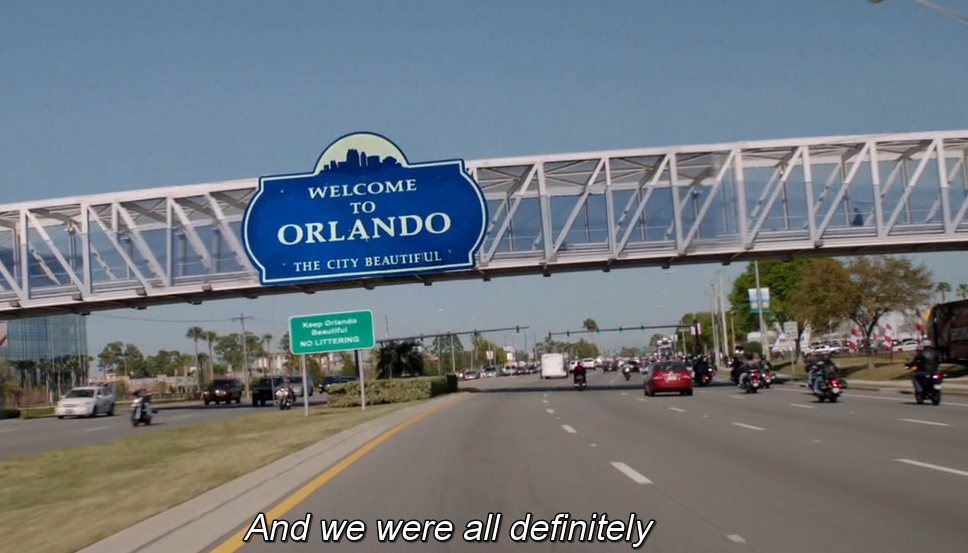 WELCOME
TO
ORLANDO
THE CITY BEAUTIFUL
Keep Orlando
Beautiful
NO LITTERING
And we were all definitely